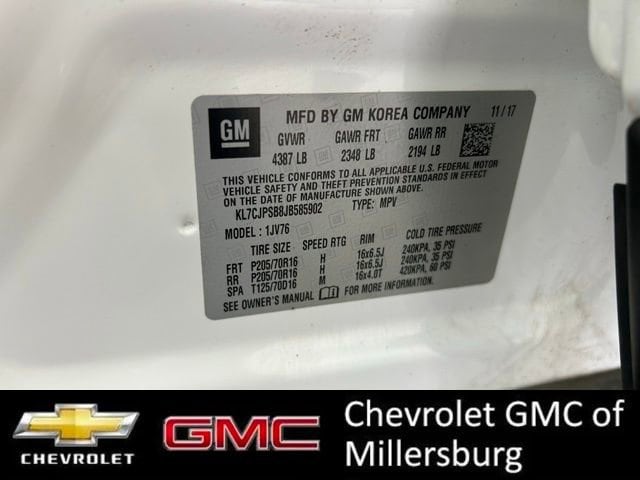 GM
MFD BY GM KOREA COMPANY 11/17
GVWR GAWR FRT GAWR RR
4387 LB 2348 LB 2194 LB
THIS VEHICLE CONFORMS TO ALL APPLICABLE U.S. FEDERAL MOTOR
VEHICLE SAFETY AND THEFT PREVENTION STANDARDS IN EFFECT
ON THE DATE OF MANUFACTURE SHOWN ABOVE.
KL7CJPSB8JB585902 TYPE: MPV
MODEL : 1JV76
TIRE SIZE SPEED RTG RIM COLD TIRE PRESSURE
FRT P205/70R16 H 16x6.5J 240KPA, 35 PSI
RR P205/70R16 H 16x6.5J 240KPA, 35 PSI
SPA T125/70D16 M 16x4.0T 420KPA, 60 PSI
SEE OWNER'S MANUAL FOR MORE INFORMATION.
CHEVROLET
GMC
Chevrolet GMC of
Millersburg